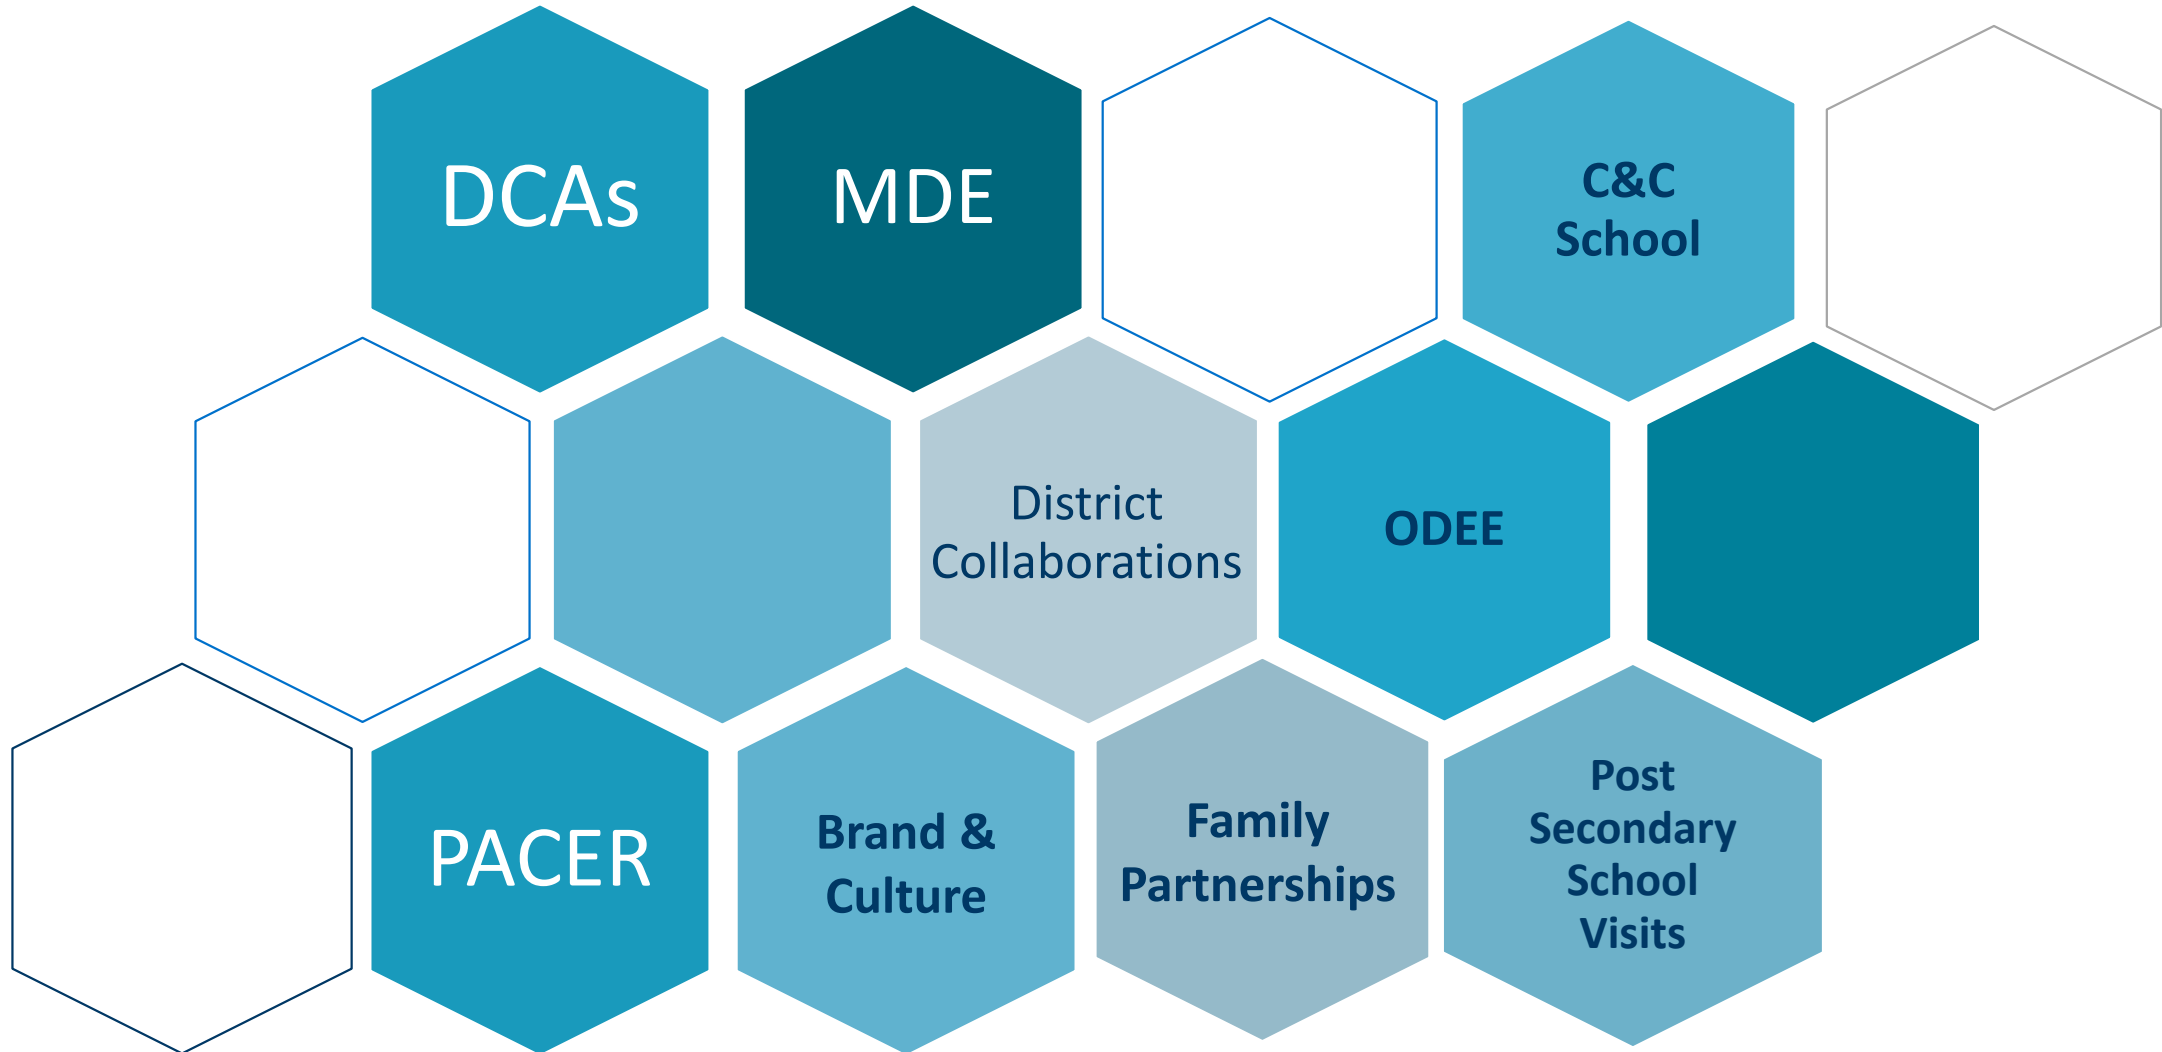 DCAs
MDE
C&C
School
District
Collaborations
ODEE
PACER
Brand &
Culture
Family
Partnerships
Post
Secondary
School
Visits